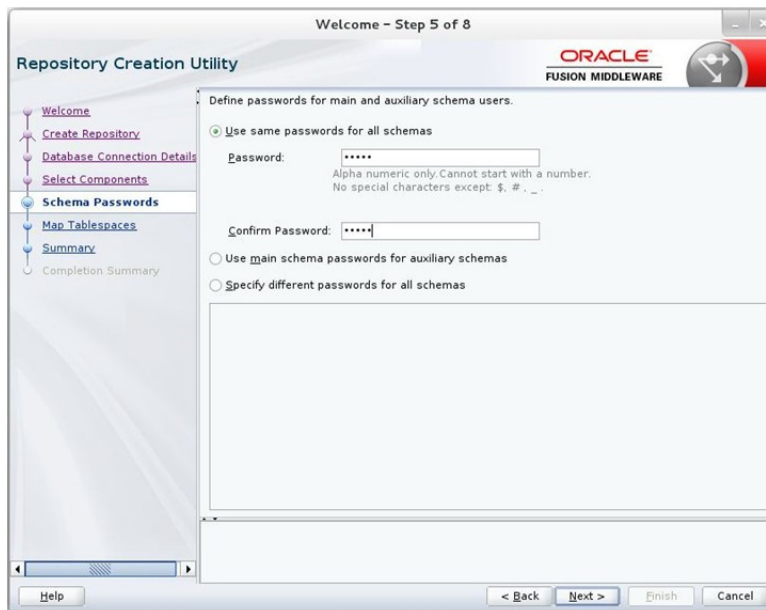 Welcome - Step 5 of 8
Repository Creation Utility
ORACLE
FUSION MIDDLEWARE
Welcome
Create Repository
Database Connection Details
Select Components
Schema Passwords
Map Tablespaces
Summary
Completion Summary
Define passwords for main and auxiliary schema users.
Use same passwords for all schemas
Password: •••••
Alpha numeric only.Cannot start with a number.
No special characters except: $, # , _ .
Confirm Password: •••••
Use main schema passwords for auxiliary schemas
Specify different passwords for all schemas
Help
< Back
Next >
Finish
Cancel